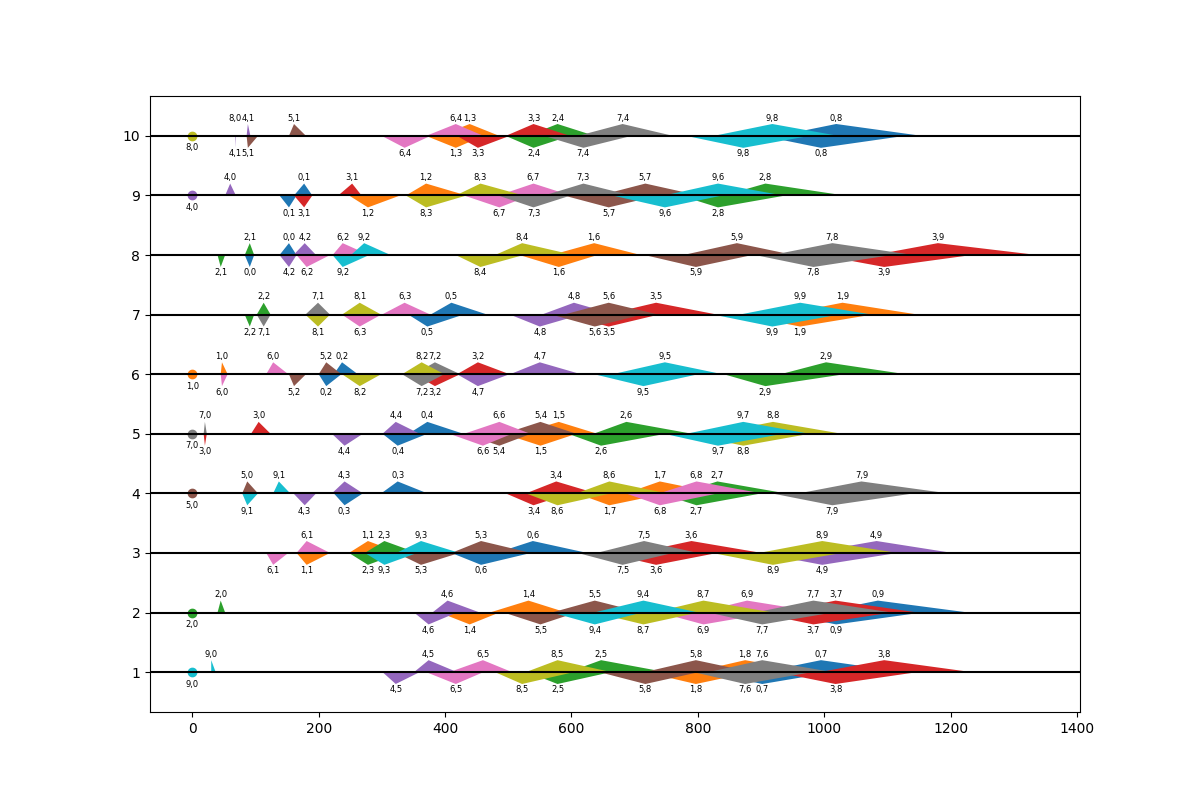 8,0 4,1 5,1 6,4 1,3 3,3 2,4 7,4 9,8 0,8
10
8,0 4,1 5,1 6,4 1,3 3,3 2,4 7,4 9,8 0,8
4,0 0,1 3,1 1,2 8,3 6,7 7,3 5,7 9,6 2,8
9
4,0 0,1 3,1 1,2 8,3 6,7 7,3 5,7 9,6 2,8
2,1 0,0 4,2 6,2 9,2 8,4 1,6 5,9 7,8 3,9
8
2,1 0,0 4,2 6,2 9,2 8,4 1,6 5,9 7,8 3,9
2,2 7,1 8,1 6,3 0,5 4,8 5,6 3,5 9,9 1,9
7
2,2 7,1 8,1 6,3 0,5 4,8 5,6 3,5 9,9 1,9
1,0 6,0 5,2 0,2 8,2 7,2 3,2 4,7 9,5 2,9
6
1,0 6,0 5,2 0,2 8,2 7,2 3,2 4,7 9,5 2,9
7,0 3,0 4,4 0,4 6,6 5,4 1,5 2,6 9,7 8,8
5
7,0 3,0 4,4 0,4 6,6 5,4 1,5 2,6 9,7 8,8
5,0 9,1 4,3 0,3 3,4 8,6 1,7 6,8 2,7 7,9
4
5,0 9,1 4,3 0,3 3,4 8,6 1,7 6,8 2,7 7,9
6,1 1,1 2,3 9,3 5,3 0,6 7,5 3,6 8,9 4,9
3
6,1 1,1 2,3 9,3 5,3 0,6 7,5 3,6 8,9 4,9
2,0 4,6 1,4 5,5 9,4 8,7 6,9 7,7 3,7 0,9
2
2,0 4,6 1,4 5,5 9,4 8,7 6,9 7,7 3,7 0,9
9,0 4,5 6,5 8,5 2,5 5,8 1,8 7,6 0,7 3,8
1
9,0 4,5 6,5 8,5 2,5 5,8 1,8 7,6 0,7 3,8
0 200 400 600 800 1000 1200 1400